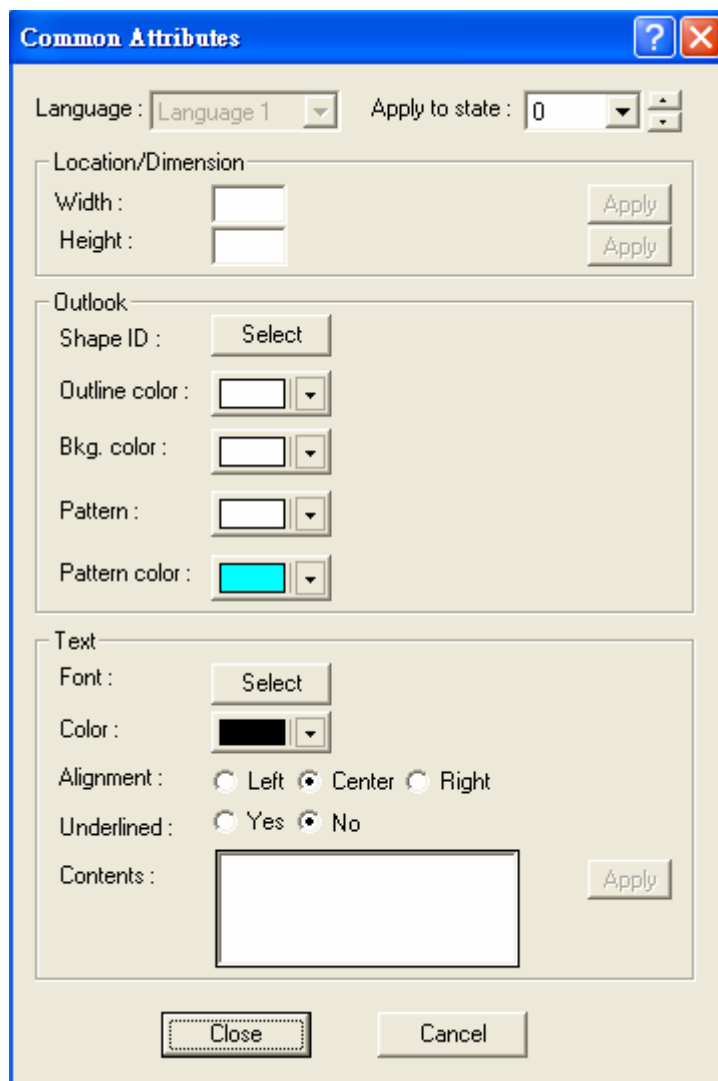 Common Attributes
Language : Language 1 Apply to state : 0
Location/Dimension
Width : Apply
Height : Apply
Outlook
Shape ID : Select
Outline color :
Bkg. color :
Pattern :
Pattern color :
Text
Font : Select
Color :
Alignment : Left Center Right
Underlined : Yes No
Contents : Apply
Close Cancel